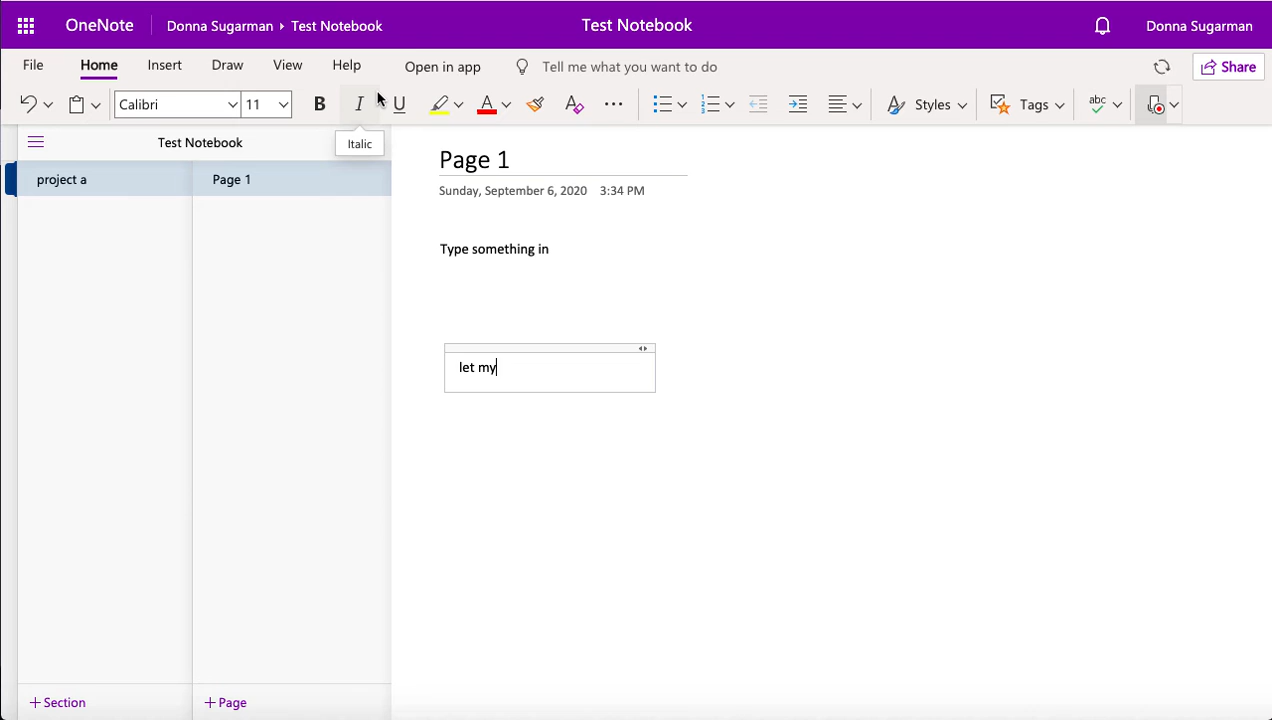 OneNote Donna Sugarman › Test Notebook Test Notebook Donna Sugarman
File Home Insert Draw View Help Open in app Tell me what you want to do Share
Calibri 11 B I U A A Styles Tags abc
Test Notebook Italic
project a Page 1
Page 1
Sunday, September 6, 2020 3:34 PM
Type something in
let my
+ Section + Page